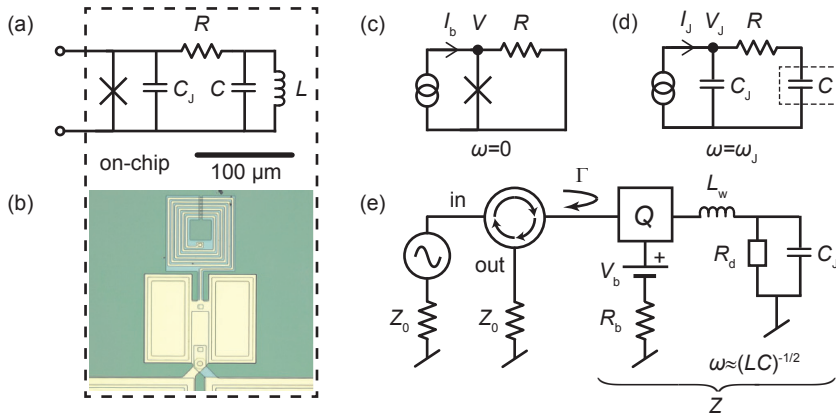 (a)
R
C_J
C
L
on-chip
100 µm
(b)
(c)
I_b
V
R
ω=0
(d)
I_J
V_J
R
C_J
C
ω=ω_J
(e)
in
out
Γ
Z_0
Z_0
Q
V_b
+
R_b
L_w
R_d
C_J
ω≈(LC)^-1/2
Z